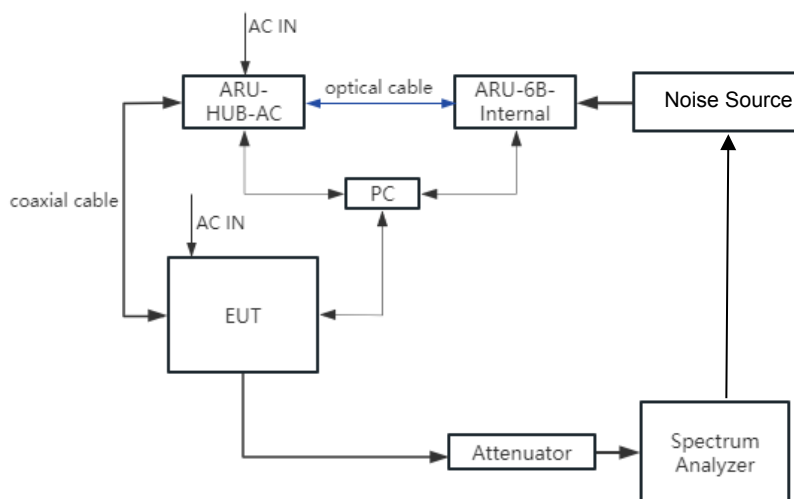 AC IN
ARU-
HUB-AC
optical cable
ARU-6B-
Internal
Noise Source
PC
coaxial cable
AC IN
EUT
Attenuator
Spectrum
Analyzer